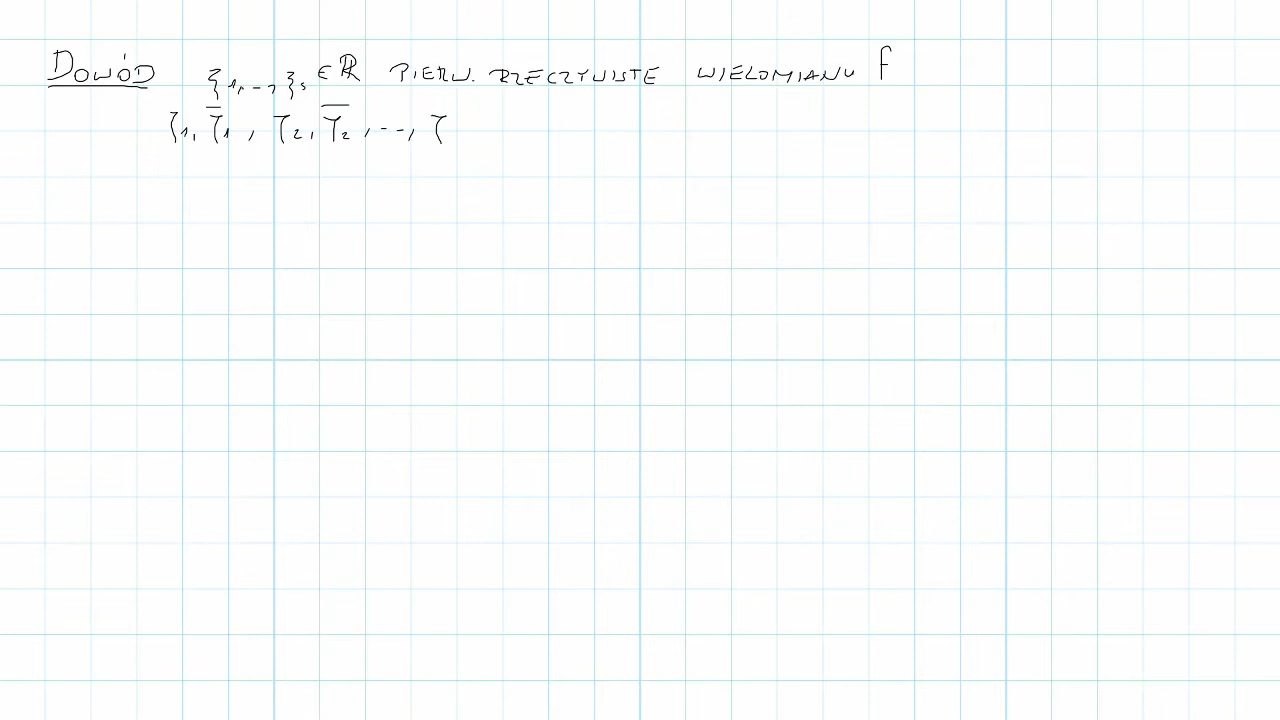 DOWÓD ξ₁, ..., ξₛ ∈ ℝ PIERW. RZECZYWISTE WIELOMIANU f
ζ₁, ζ̅₁, ζ₂, ζ̅₂, ..., ζ